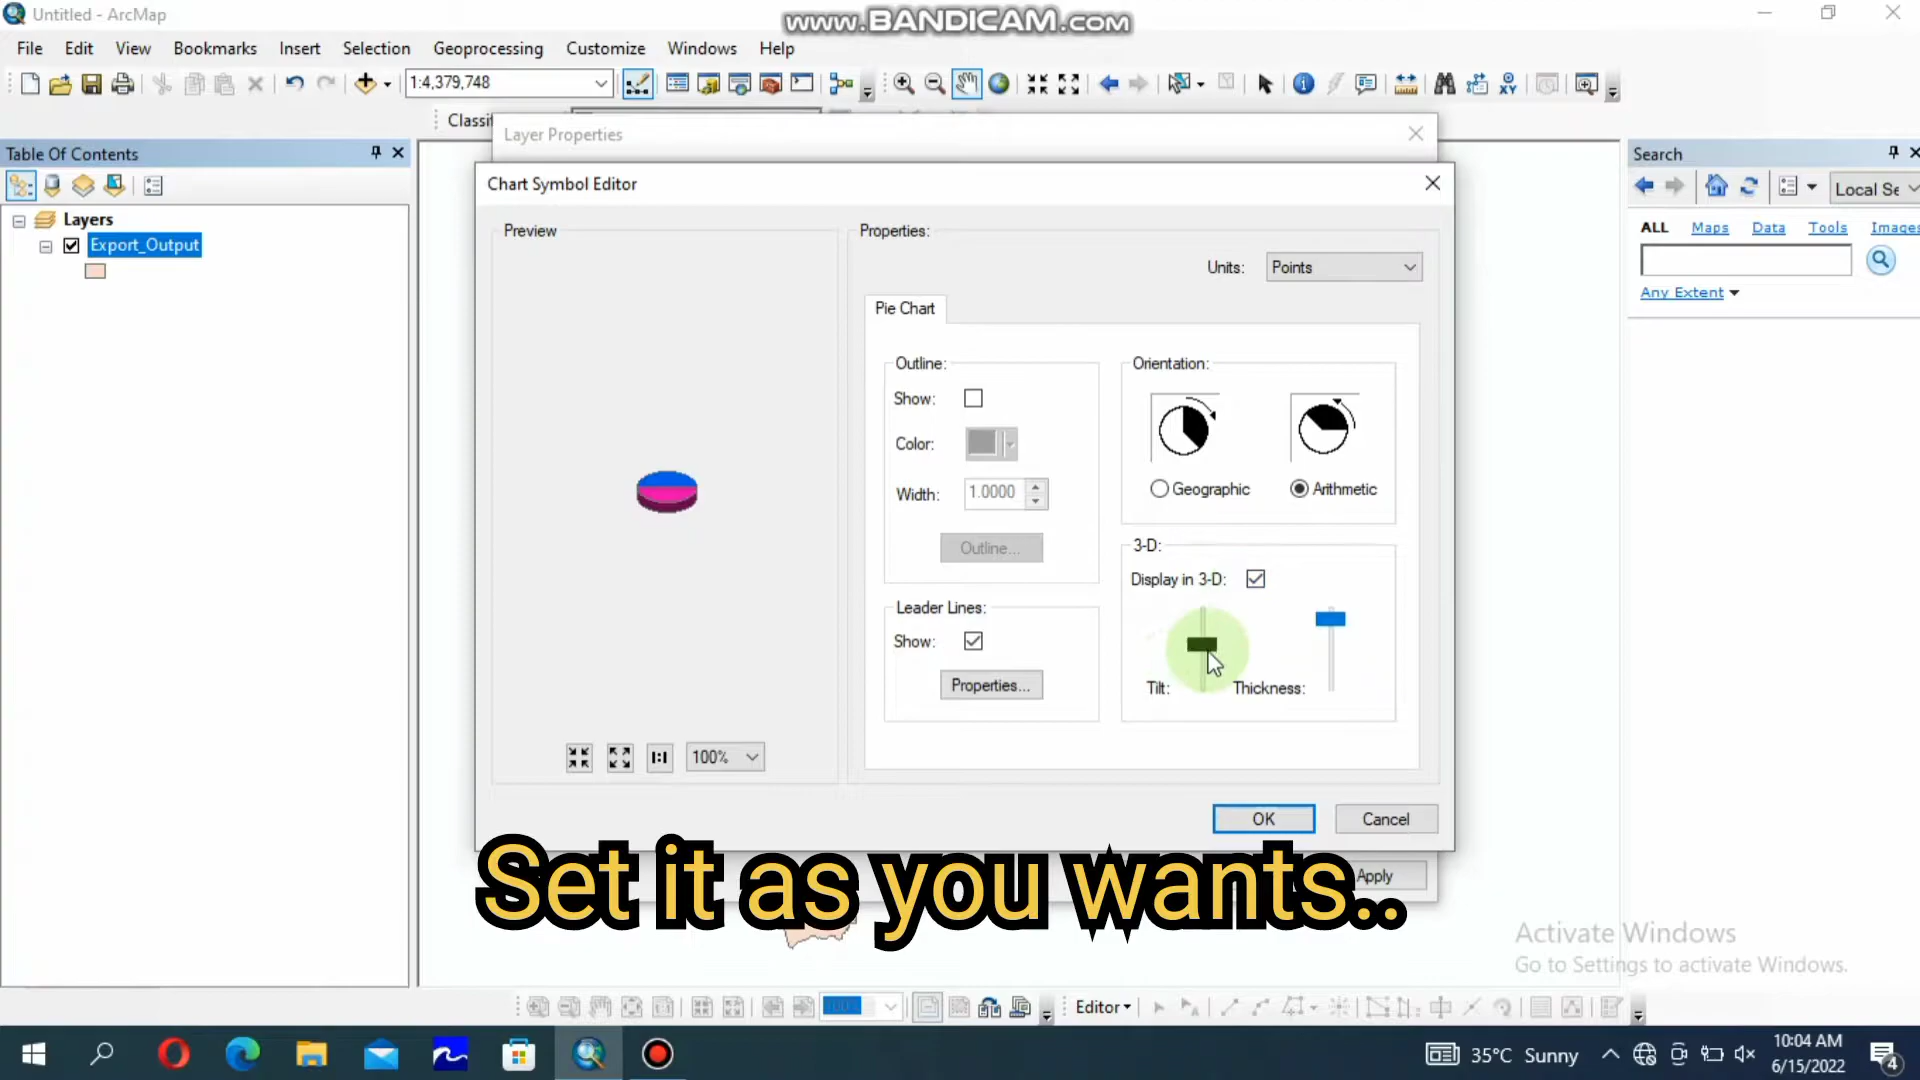 Untitled - ArcMap
www.BANDICAM.com
File Edit View Bookmarks Insert Selection Geoprocessing Customize Windows Help
1:4,379,748
Layer Properties
Table Of Contents
Search
Chart Symbol Editor
Local Se
Layers
Preview
Properties:
ALL Maps Data Tools Images
Export_Output
Units: Points
Any Extent
Pie Chart
Outline:
Orientation:
Show:
Color:
Width: 1.0000
Geographic
Arithmetic
Outline...
3-D:
Display in 3-D:
Leader Lines:
Show:
Properties...
Tilt:
Thickness:
1:1
100%
OK
Cancel
Apply
Set it as you wants..
Activate Windows
Go to Settings to activate Windows.
Editor
35°C Sunny
10:04 AM
6/15/2022
4